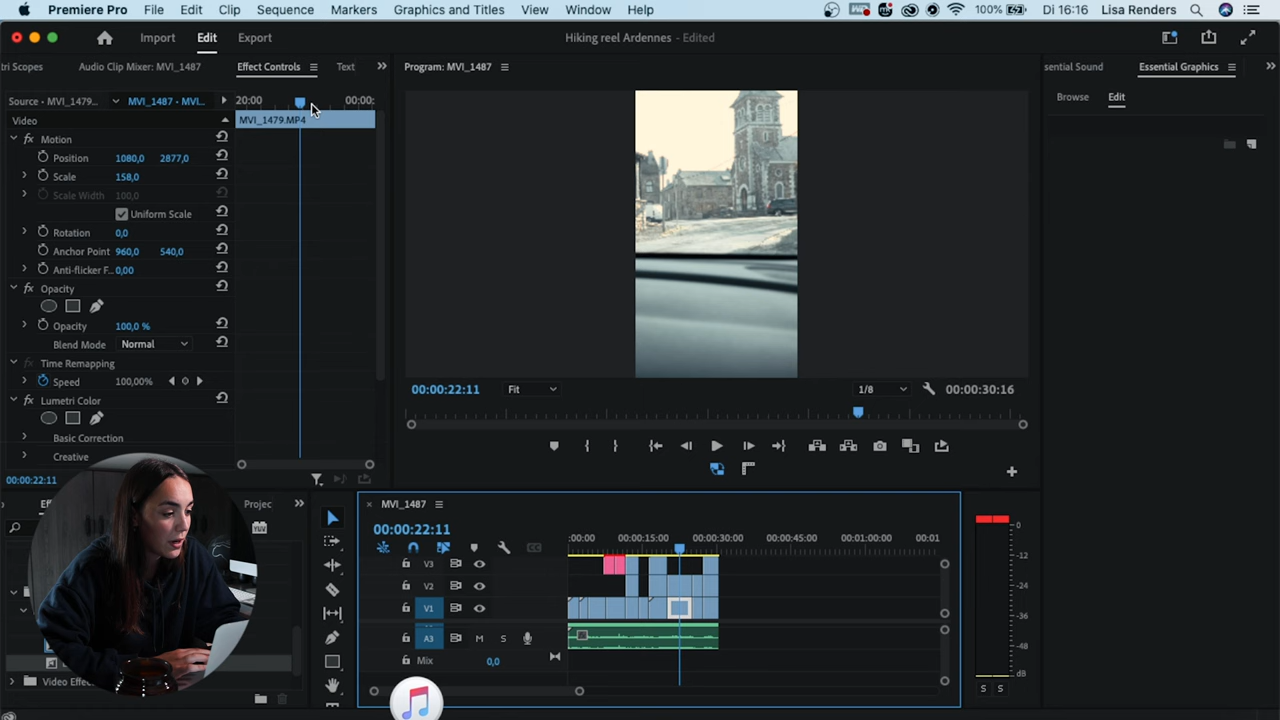 Premiere Pro File Edit Clip Sequence Markers Graphics and Titles View Window Help 100% Di 16:16 Lisa Renders
Import Edit Export Hiking reel Ardennes - Edited
tri Scopes Audio Clip Mixer: MVI_1487 Effect Controls Text Program: MVI_1487 sential Sound Essential Graphics
Source • MVI_1479... MVI_1487 • MVI... 20:00 00:00: Browse Edit
Video MVI_1479.MP4
fx Motion
Position 1080,0 2877,0
Scale 158,0
Scale Width 100,0
Uniform Scale
Rotation 0,0
Anchor Point 960,0 540,0
Anti-flicker F... 0,00
fx Opacity
Opacity 100,0 %
Blend Mode Normal
fx Time Remapping
Speed 100,00%
00:00:22:11 Fit 1/8 00:00:30:16
fx Lumetri Color
Basic Correction
Creative
00:00:22:11
Projec
MVI_1487
00:00:22:11
:00:00 00:00:15:00 00:00:30:00 00:00:45:00 00:01:00:00 00:01
V3
V2
V1
A3 M S
Mix 0,0
Video Effe
0
-12
-24
-36
-48
dB
S S